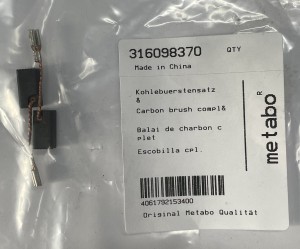 316098370 QTY
Made in China
Kohlebuerstensatz
&
Carbon brush compl&
Balai de charbon c
plet
Escobilla cpl.
metabo®
4061792153400
Original Metabo Qualität